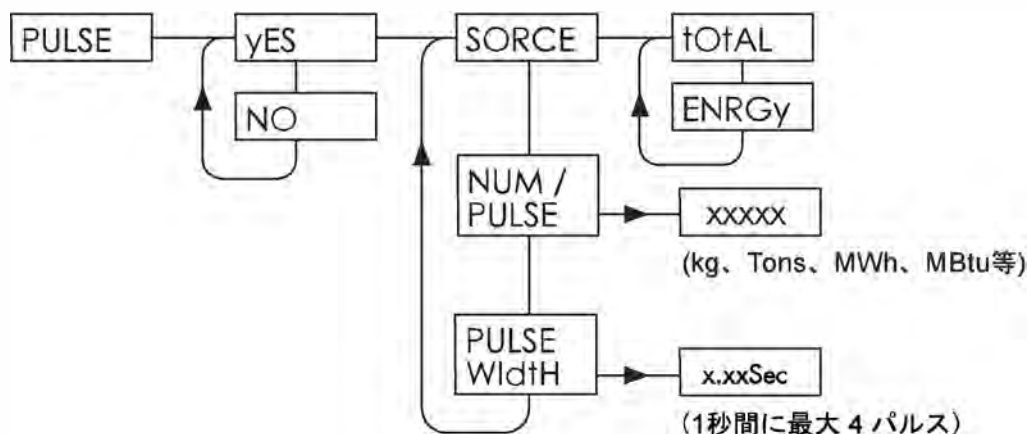 PULSE
yES
NO
SORCE
tOtAL
ENRGy
NUM /
PULSE
xxxxx
(kg、Tons、MWh、MBtu等)
PULSE
WIdtH
x.xxSec
(1秒間に最大 4 パルス)